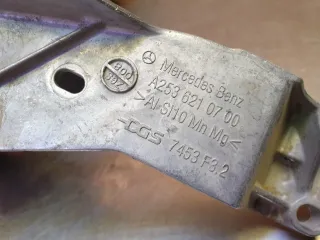 Mercedes Benz
A253 621 07 00
>Al Si10 Mn Mg<
CGS 7453 F3.2